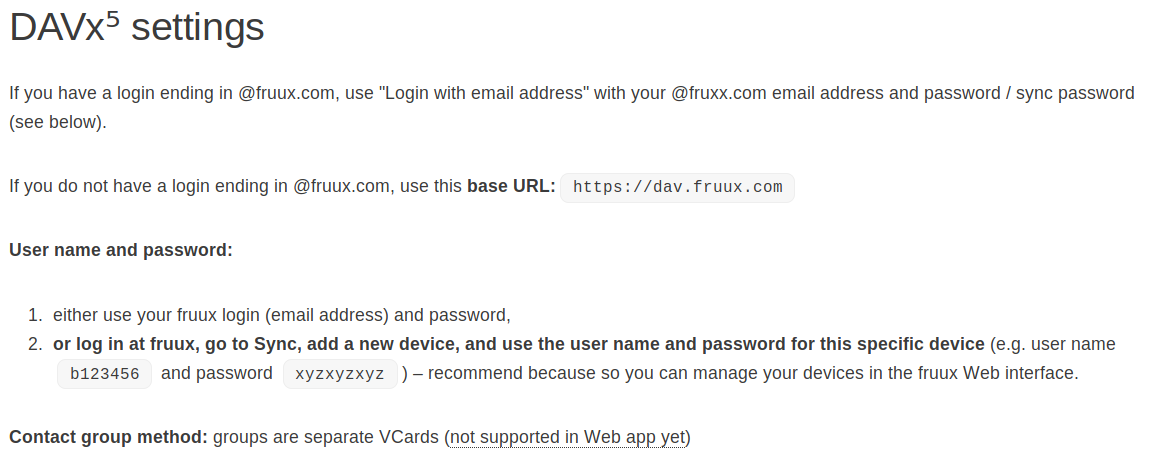 DAVx⁵ settings
If you have a login ending in @fruux.com, use "Login with email address" with your @fruxx.com email address and password / sync password
(see below).
If you do not have a login ending in @fruux.com, use this base URL: https://dav.fruux.com
User name and password:
1. either use your fruux login (email address) and password,
2. or log in at fruux, go to Sync, add a new device, and use the user name and password for this specific device (e.g. user name
b123456 and password xyzxyzxyz ) – recommend because so you can manage your devices in the fruux Web interface.
Contact group method: groups are separate VCards (not supported in Web app yet)